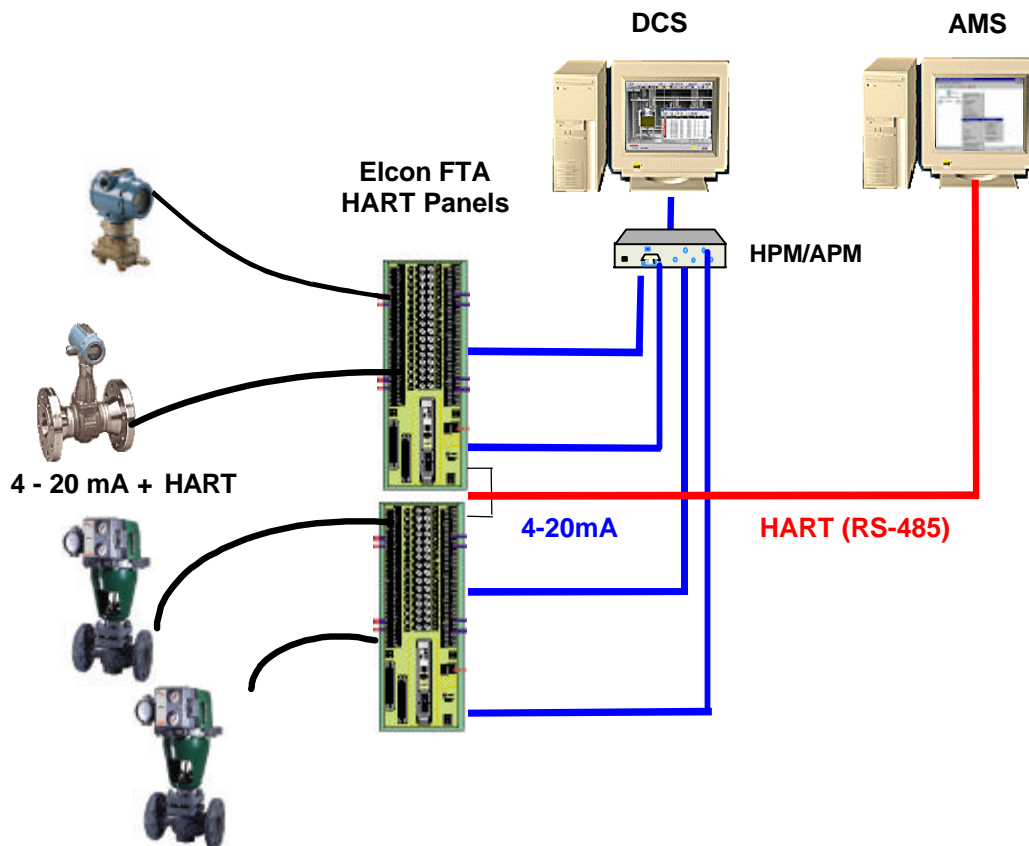 DCS
AMS
Elcon FTA
HART Panels
HPM/APM
4 - 20 mA + HART
4-20mA
HART (RS-485)